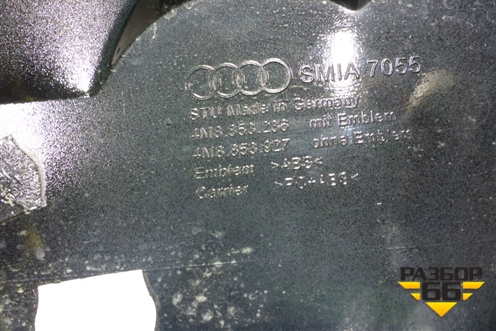 SMIA 7055
STU Made in Germany
4M8.853.236 mit Emblem
4M8.853.827 ohne Emblem
Emblem >ABS<
Carrier >PC+ABS<
РАЗБОР
66